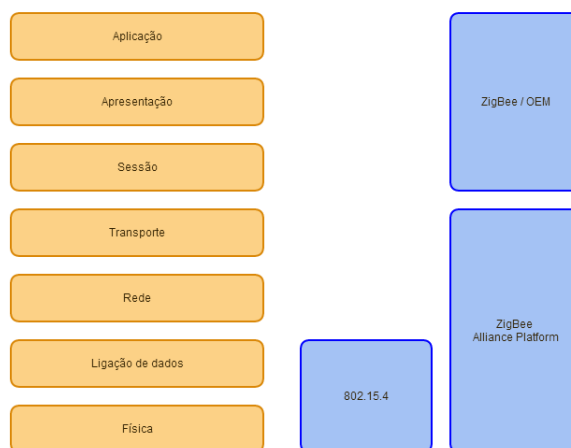 Aplicação
Apresentação
Sessão
Transporte
Rede
Ligação de dados
Física
802.15.4
ZigBee / OEM
ZigBee
Alliance Platform